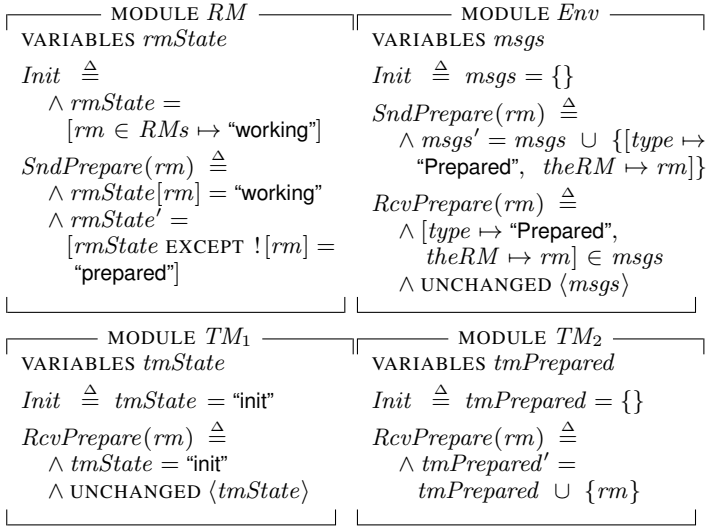 MODULE RM
VARIABLES rmState
Init ≜
∧ rmState =
[rm ∈ RMs ↦ “working”]
SndPrepare(rm) ≜
∧ rmState[rm] = “working”
∧ rmState′ =
[rmState EXCEPT ![rm] =
“prepared”]
MODULE Env
VARIABLES msgs
Init ≜ msgs = {}
SndPrepare(rm) ≜
∧ msgs′ = msgs ∪ {[type ↦
“Prepared”, theRM ↦ rm]}
RcvPrepare(rm) ≜
∧ [type ↦ “Prepared”,
theRM ↦ rm] ∈ msgs
∧ UNCHANGED ⟨msgs⟩
MODULE TM₁
VARIABLES tmState
Init ≜ tmState = “init”
RcvPrepare(rm) ≜
∧ tmState = “init”
∧ UNCHANGED ⟨tmState⟩
MODULE TM₂
VARIABLES tmPrepared
Init ≜ tmPrepared = {}
RcvPrepare(rm) ≜
∧ tmPrepared′ =
tmPrepared ∪ {rm}